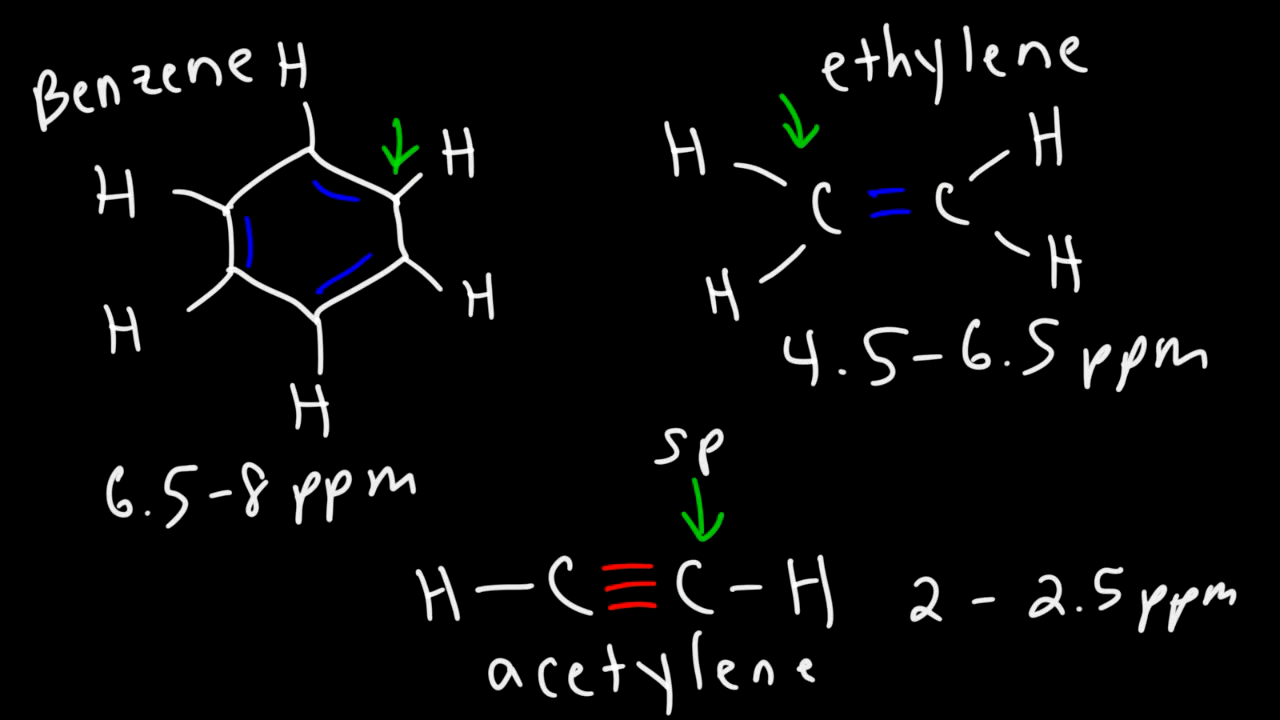 Benzene
H
H
H
H
H
H
6.5-8 ppm
ethylene
H
H
C = C
H
H
4.5-6.5 ppm
sp
H-C≡C-H
2-2.5 ppm
acetylene